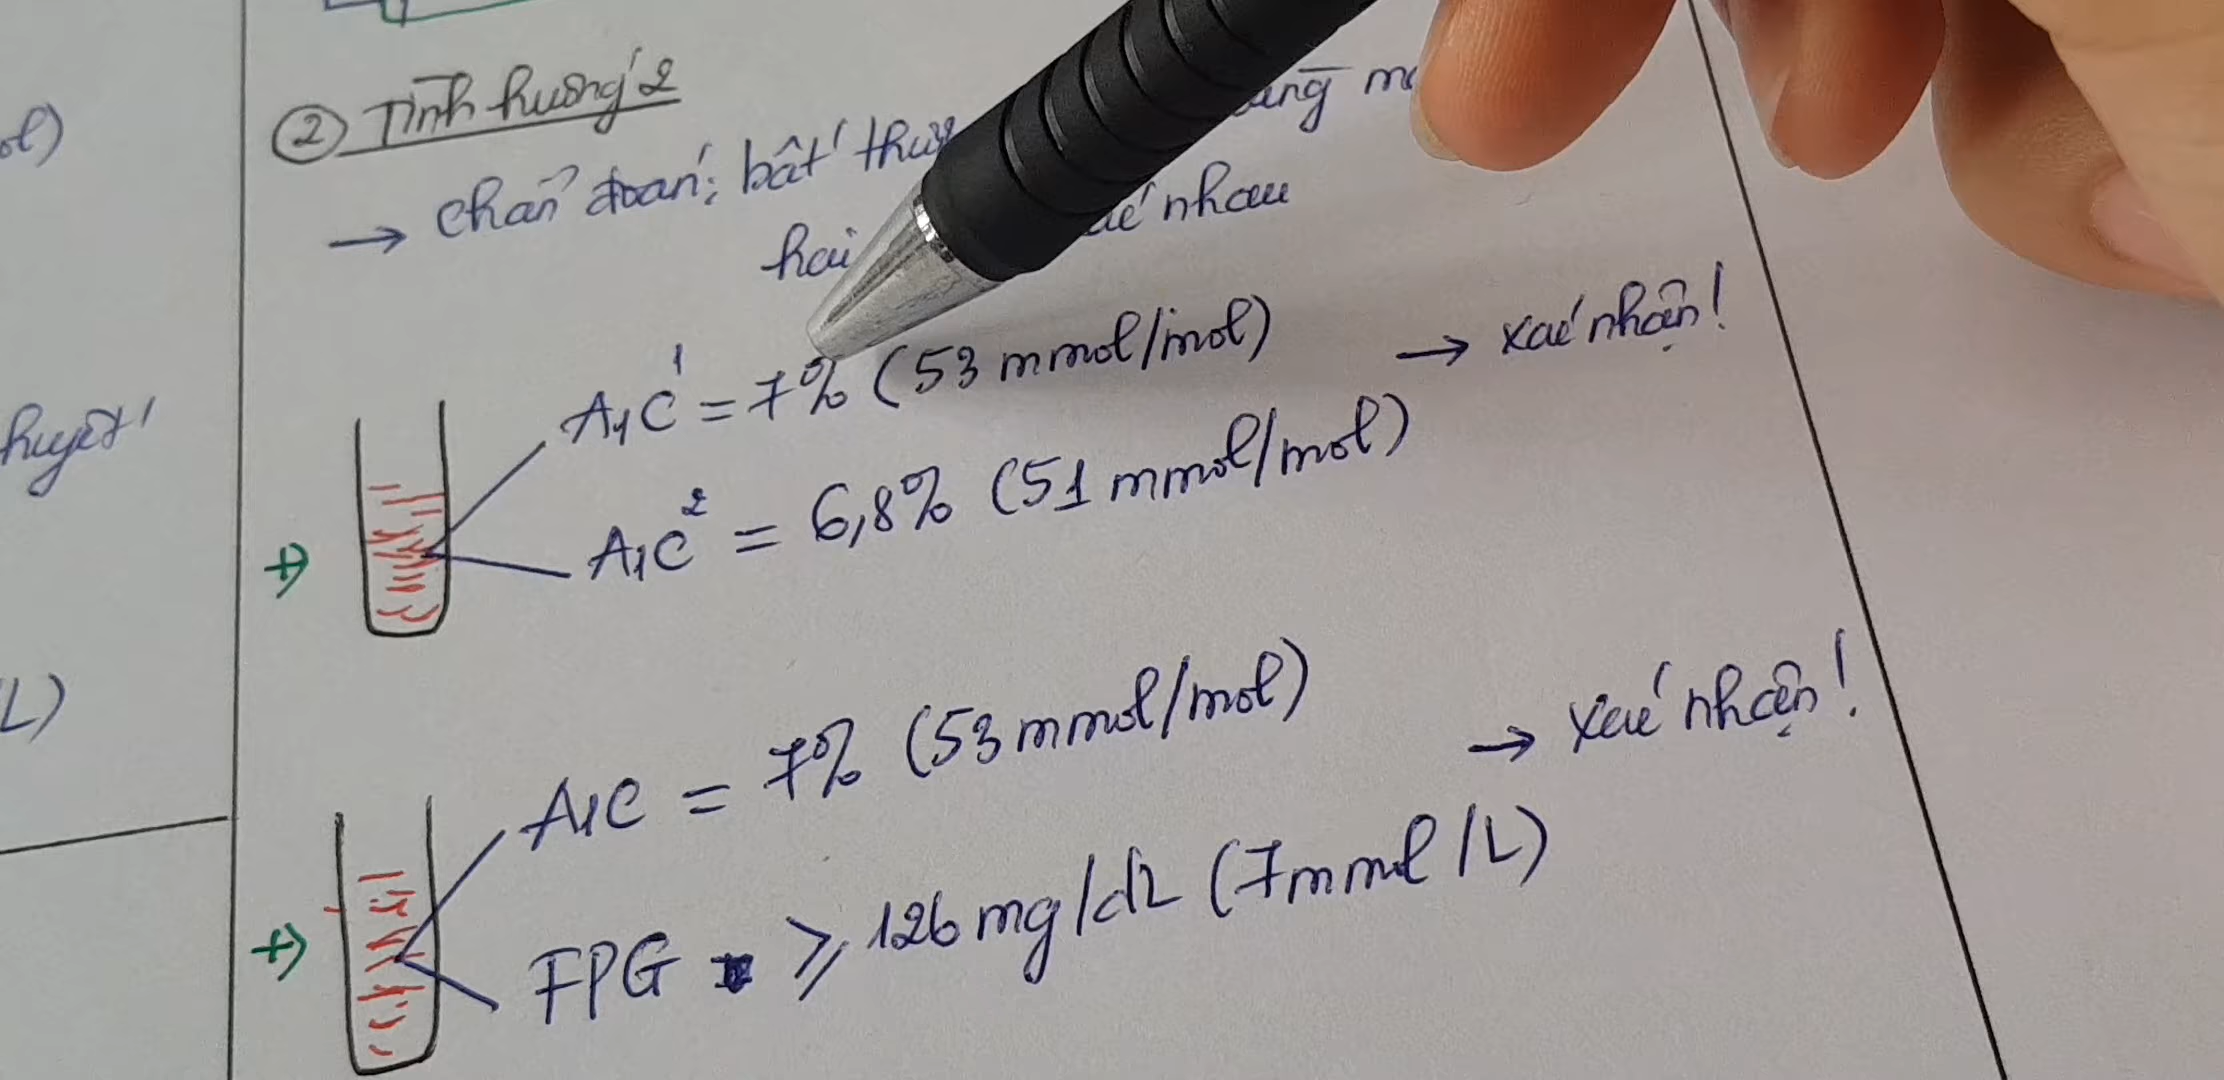 ② Tình huống 2
→ chẩn đoán: bất
hai nhau
A1C¹ = 7% (53 mmol/mol) → xác nhận!
A1C² = 6,8% (51 mmol/mol)
A1C = 7% (53 mmol/mol) → xác nhận!
FPG ≥ 126 mg/dL (7 mmol/L)
L)